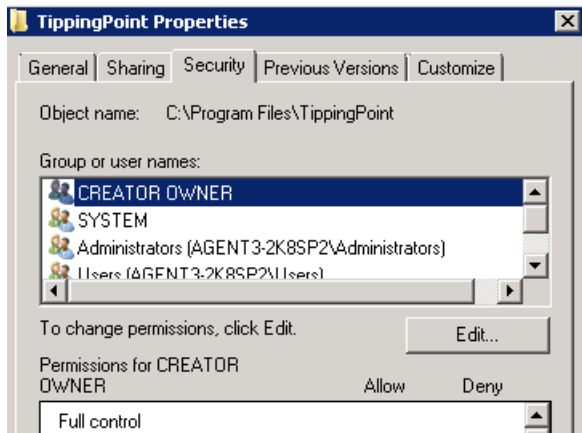 TippingPoint Properties
General Sharing Security Previous Versions Customize
Object name: C:\Program Files\TippingPoint
Group or user names:
CREATOR OWNER
SYSTEM
Administrators (AGENT3-2K8SP2\Administrators)
Users (AGENT3-2K8SP2\Users)
To change permissions, click Edit.
Edit...
Permissions for CREATOR
OWNER Allow Deny
Full control